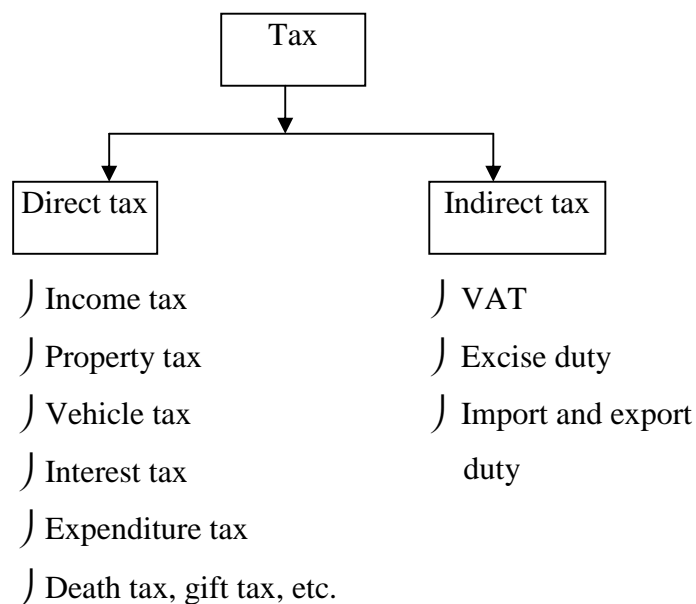 Tax
Direct tax
Income tax
Property tax
Vehicle tax
Interest tax
Expenditure tax
Death tax, gift tax, etc.
Indirect tax
VAT
Excise duty
Import and export
duty